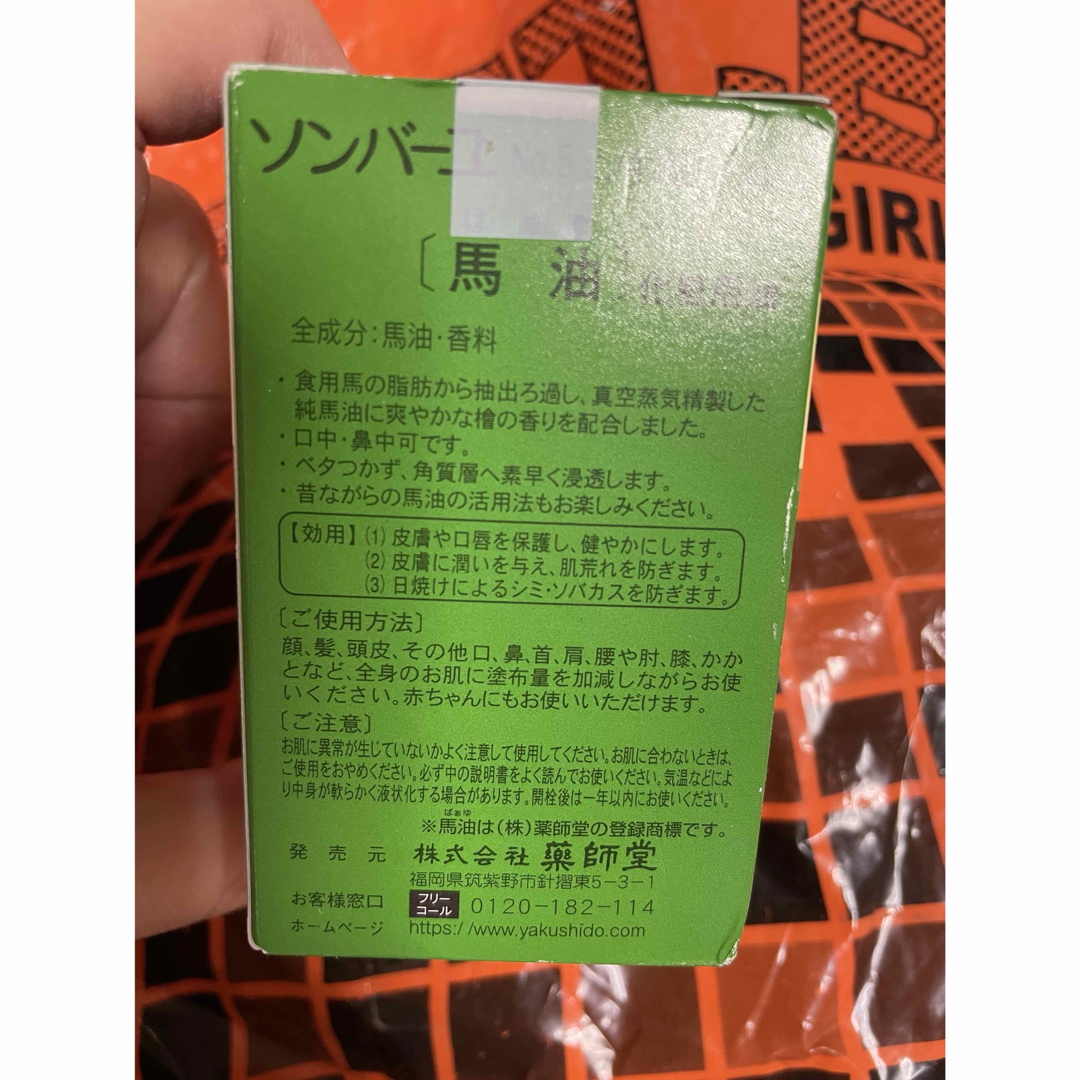 ソンバーユ
〔馬 油〕
全成分:馬油・香料
・食用馬の脂肪から抽出ろ過し、真空蒸気精製した
純馬油に爽やかな檜の香りを配合しました。
・口中・鼻中可です。
・ベタつかず、角質層へ素早く浸透します。
・昔ながらの馬油の活用法もお楽しみください。
【効用】(1) 皮膚や口唇を保護し、健やかにします。
(2) 皮膚に潤いを与え、肌荒れを防ぎます。
(3) 日焼けによるシミ・ソバカスを防ぎます。
〔ご使用方法〕
顔、髪、頭皮、その他口、鼻、首、肩、腰や肘、膝、かか
となど、全身のお肌に塗布量を加減しながらお使
いください。赤ちゃんにもお使いいただけます。
〔ご注意〕
お肌に異常が生じていないかよく注意して使用してください。お肌に合わないときは、
ご使用をおやめください。必ず中の説明書をよく読んでお使いください。気温などによ
り中身が軟らかく液状化する場合があります。開栓後は一年以内にお使いください。
ばあゆ
※馬油は(株)薬師堂の登録商標です。
発売元 株式会社 薬師堂
福岡県筑紫野市針摺東5-3-1
お客様窓口 フリーコール 0120-182-114
ホームページ https://www.yakushido.com
GIRL